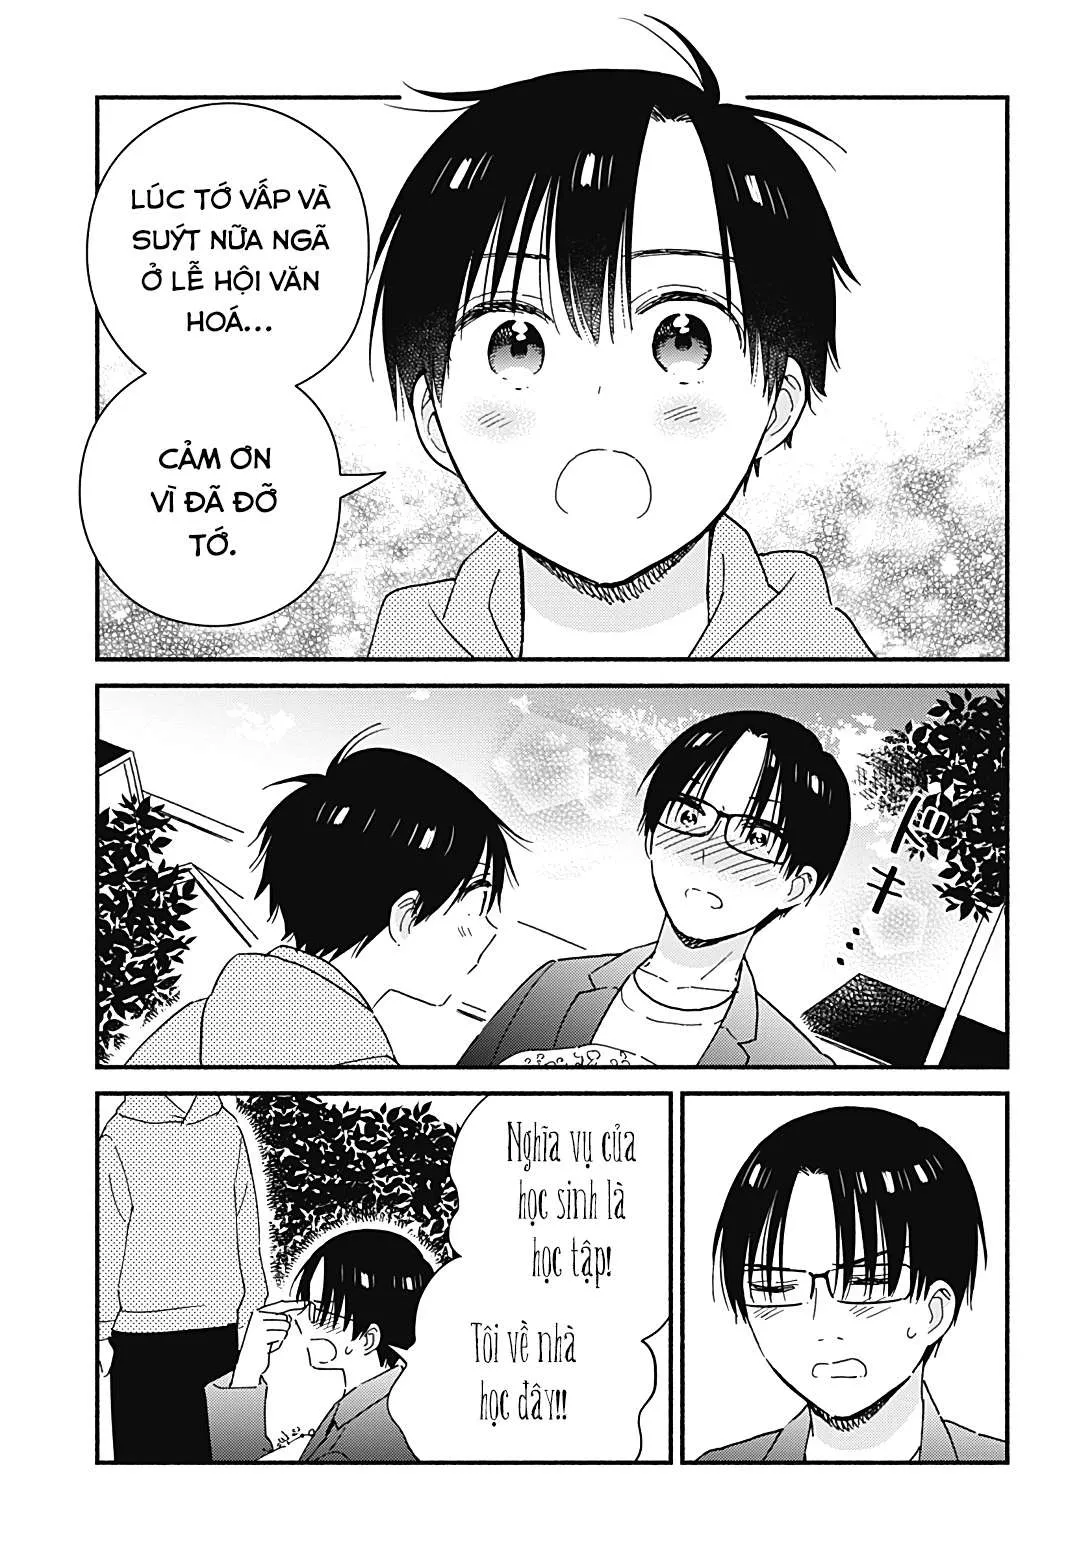 LÚC TỚ VẤP VÀ
SUÝT NỮA NGÃ
Ở LỄ HỘI VĂN
HOÁ...
CẢM ƠN
VÌ ĐÃ ĐỠ
TỚ.
Nghĩa vụ của
học sinh là
học tập!
Tôi về nhà
học đây!!